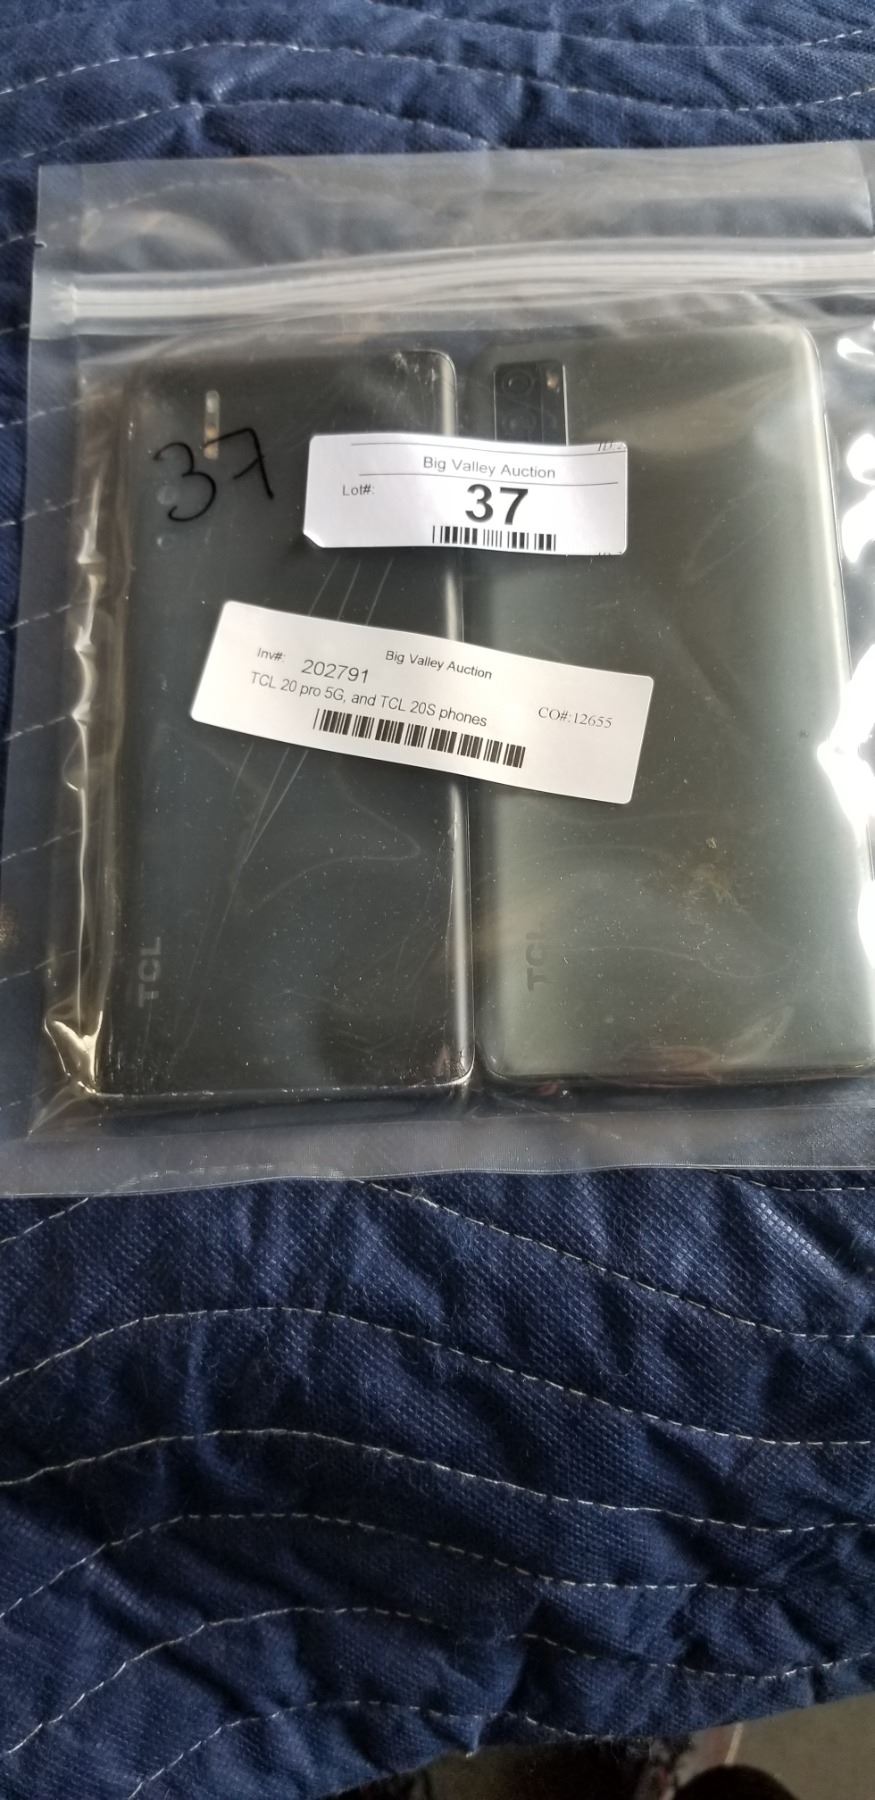 37
Big Valley Auction
Lot#: 37
Inv#: 202791 Big Valley Auction
TCL 20 pro 5G, and TCL 20S phones
CO#:12655
TCL
TCL